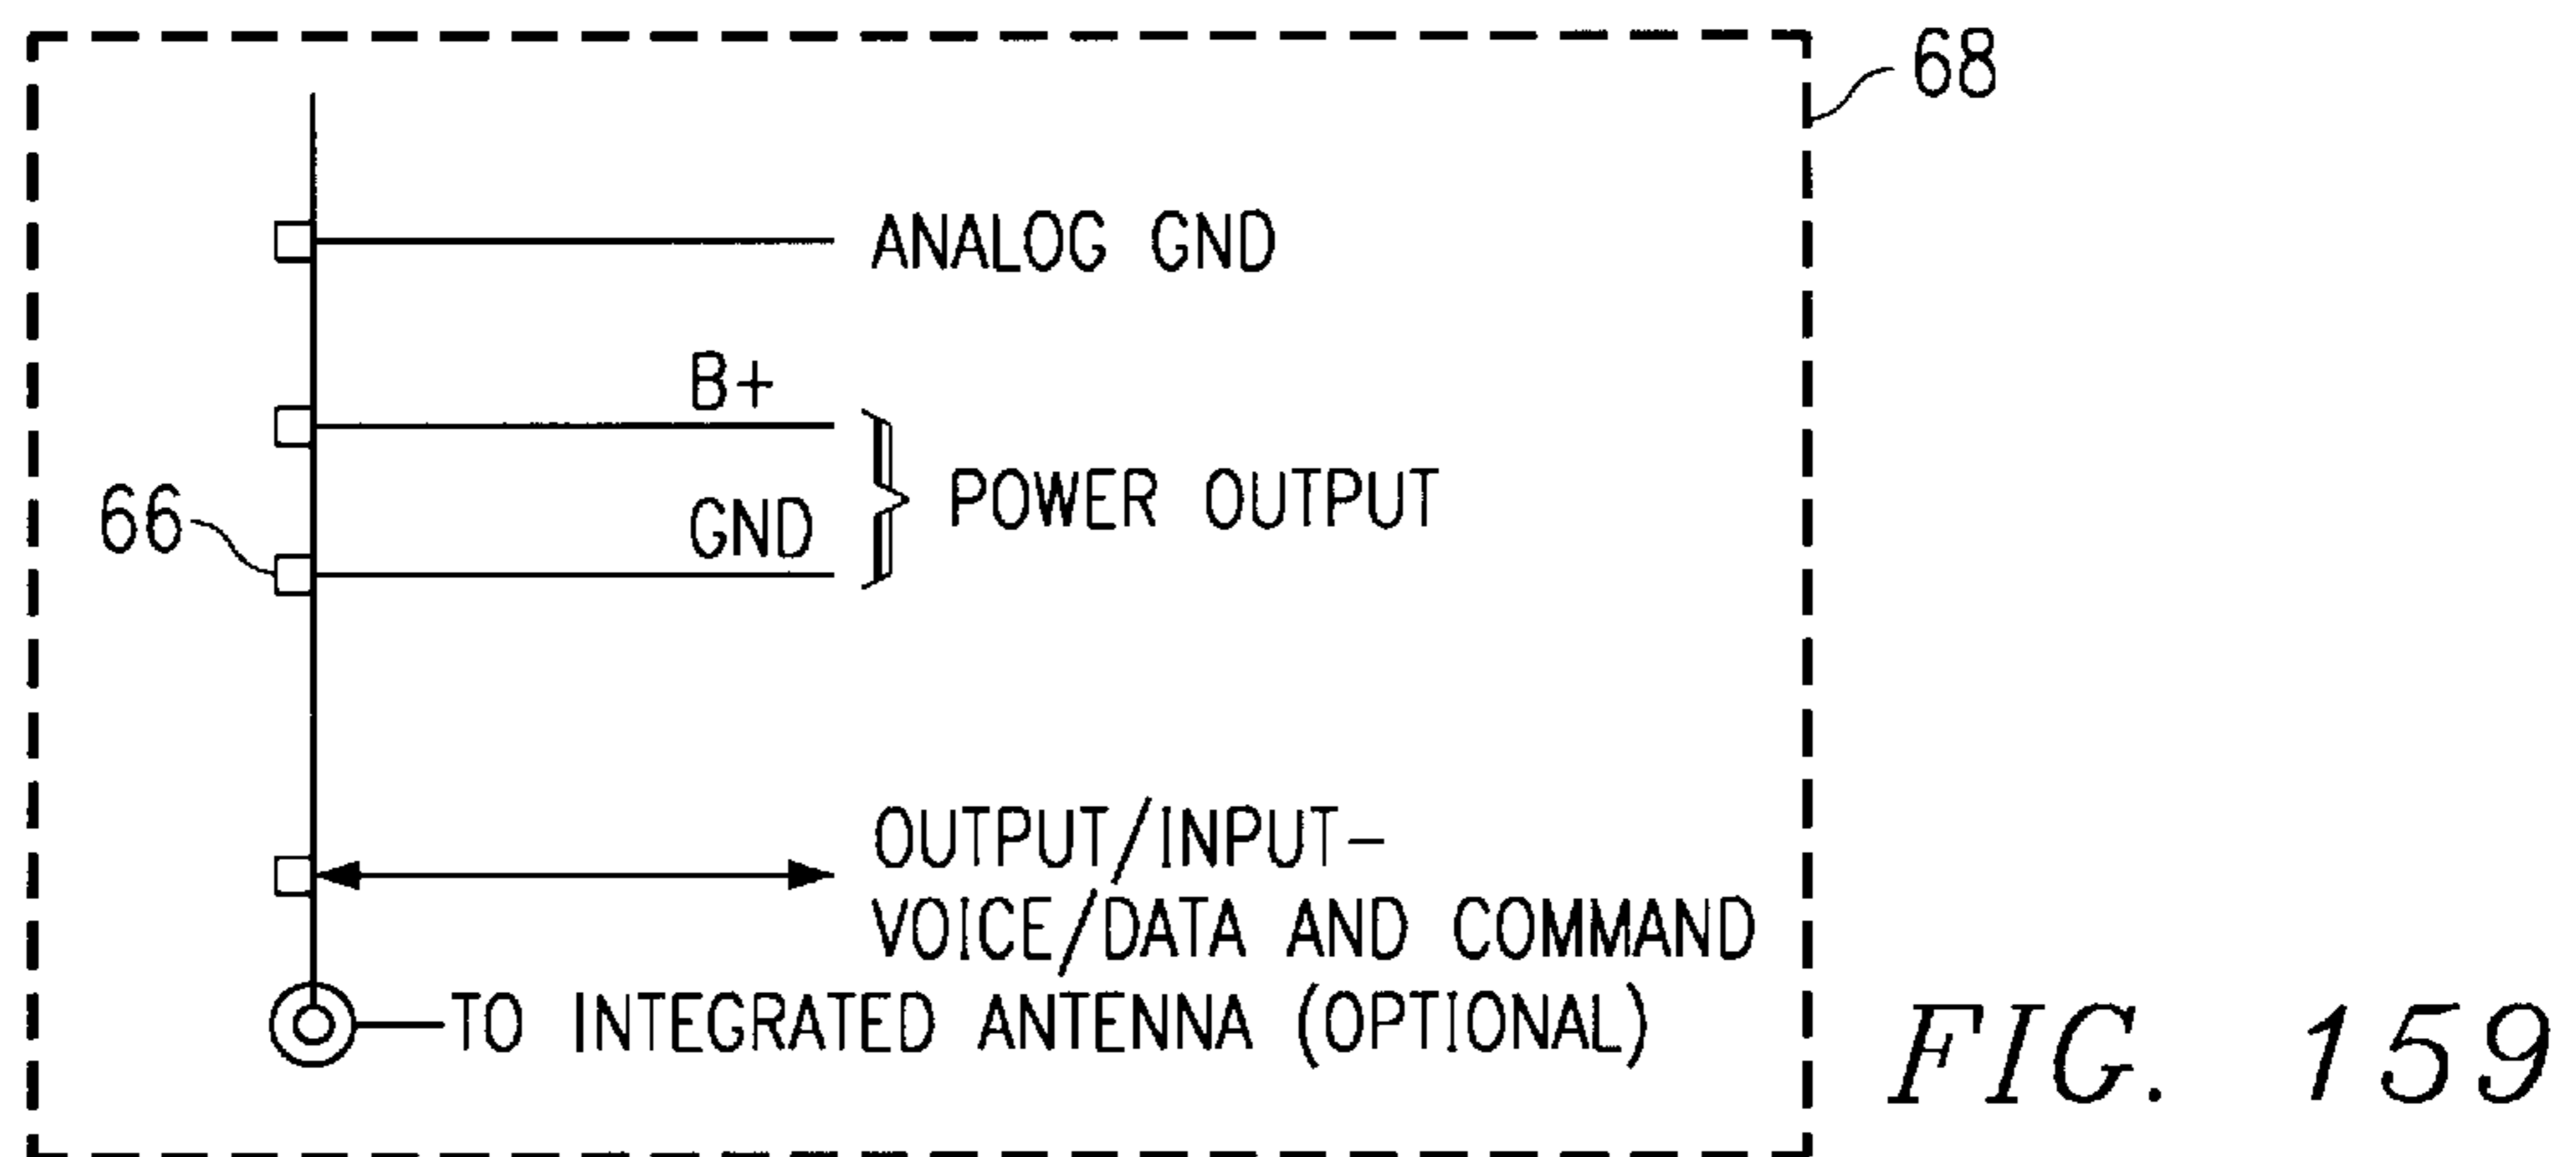 68
ANALOG GND
B+
66
GND
POWER OUTPUT
OUTPUT/INPUT-
VOICE/DATA AND COMMAND
TO INTEGRATED ANTENNA (OPTIONAL)
FIG. 159